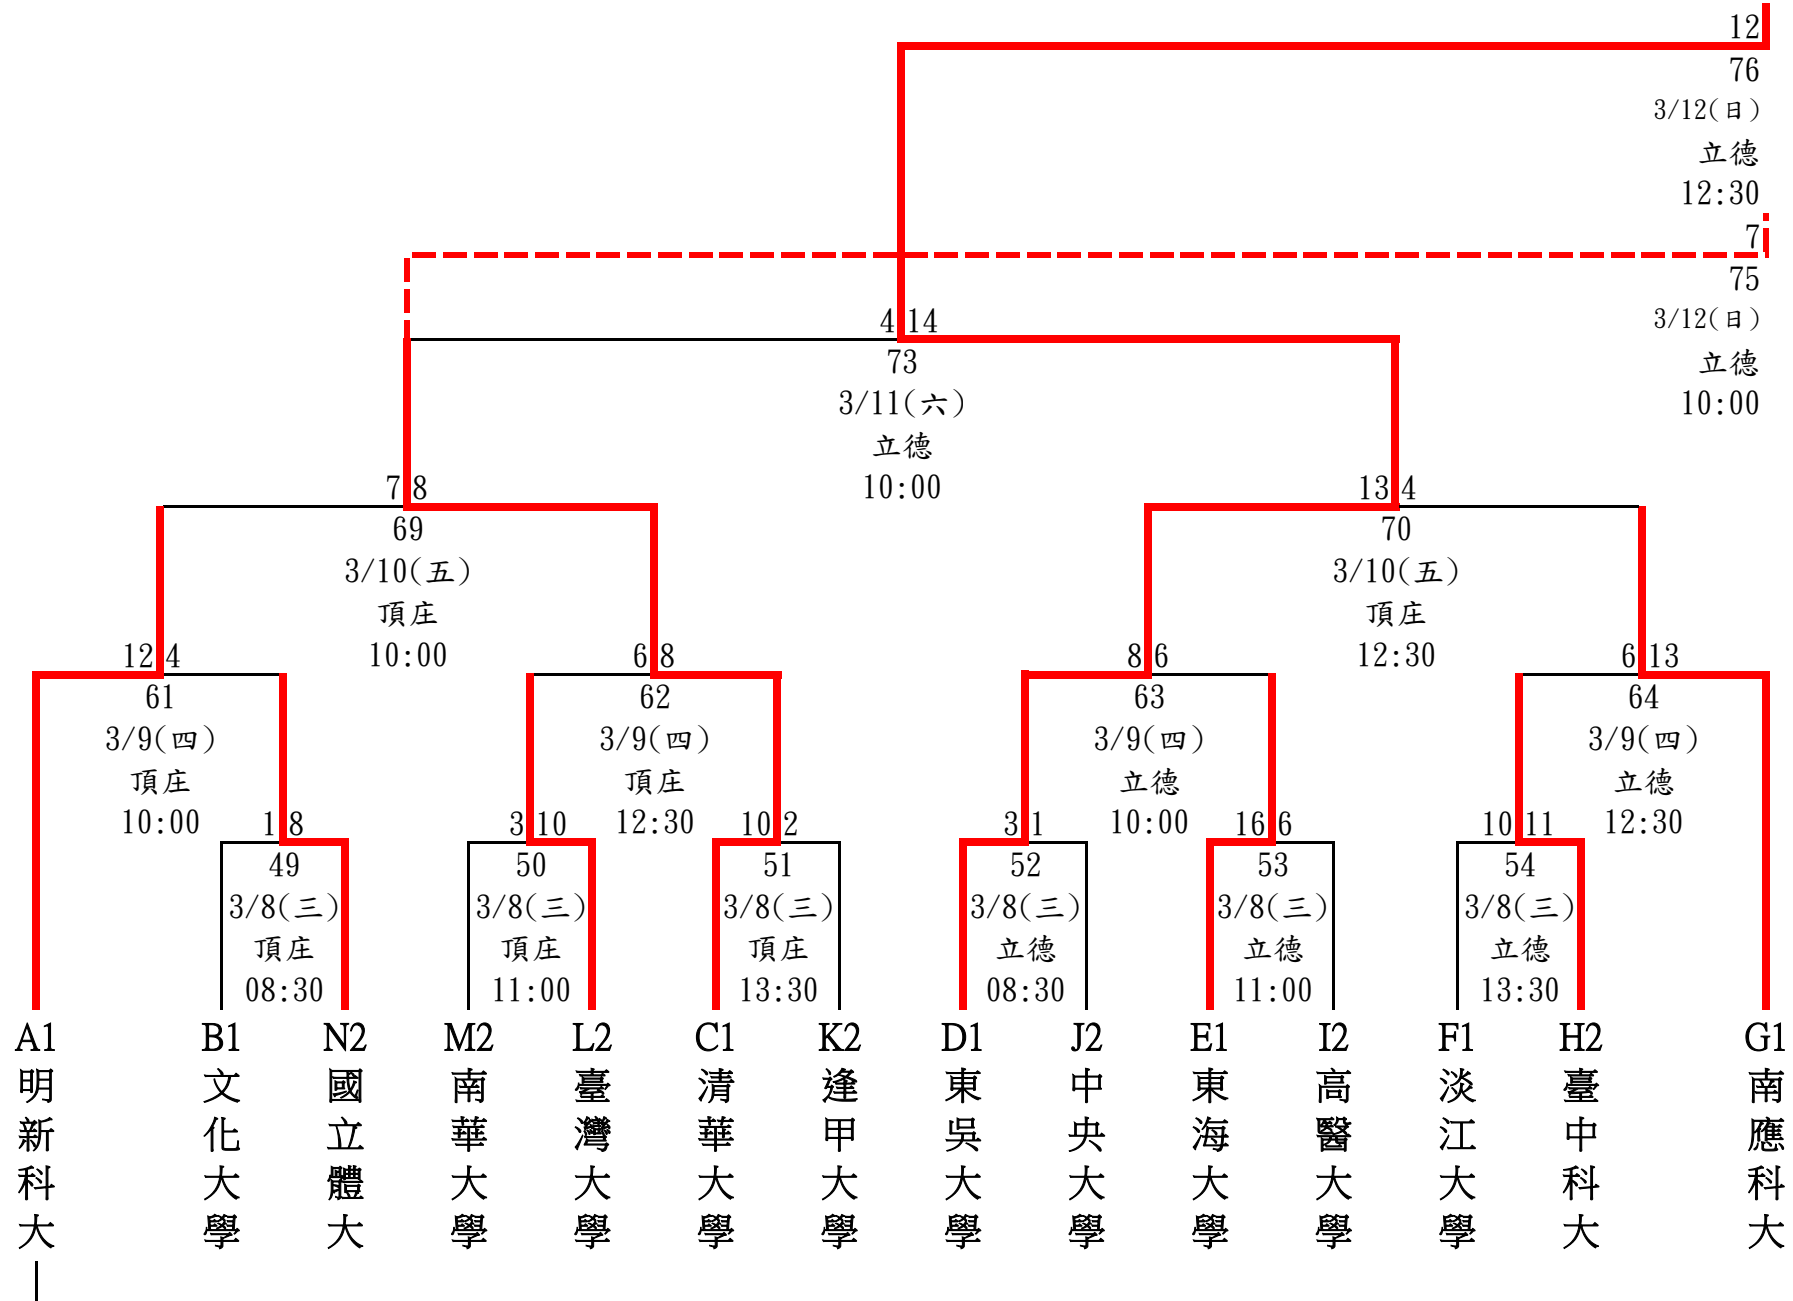 12
76
3/12(日)
立德
12:30
7
75
3/12(日)
立德
10:00
4 14
73
3/11(六)
立德
10:00
7 8
69
3/10(五)
頂庄
10:00
13 4
70
3/10(五)
頂庄
12:30
12 4
61
3/9(四)
頂庄
10:00
6 8
62
3/9(四)
頂庄
12:30
8 6
63
3/9(四)
立德
10:00
6 13
64
3/9(四)
立德
12:30
1 8
49
3/8(三)
頂庄
08:30
3 10
50
3/8(三)
頂庄
11:00
10 2
51
3/8(三)
頂庄
13:30
3 1
52
3/8(三)
立德
08:30
16 6
53
3/8(三)
立德
11:00
10 11
54
3/8(三)
立德
13:30
A1
明新科大
B1
文化大學
N2
國立體大
M2
南華大學
L2
臺灣大學
C1
清華大學
K2
逢甲大學
D1
東吳大學
J2
中央大學
E1
東海大學
I2
高醫大學
F1
淡江大學
H2
臺中科大
G1
南應科大